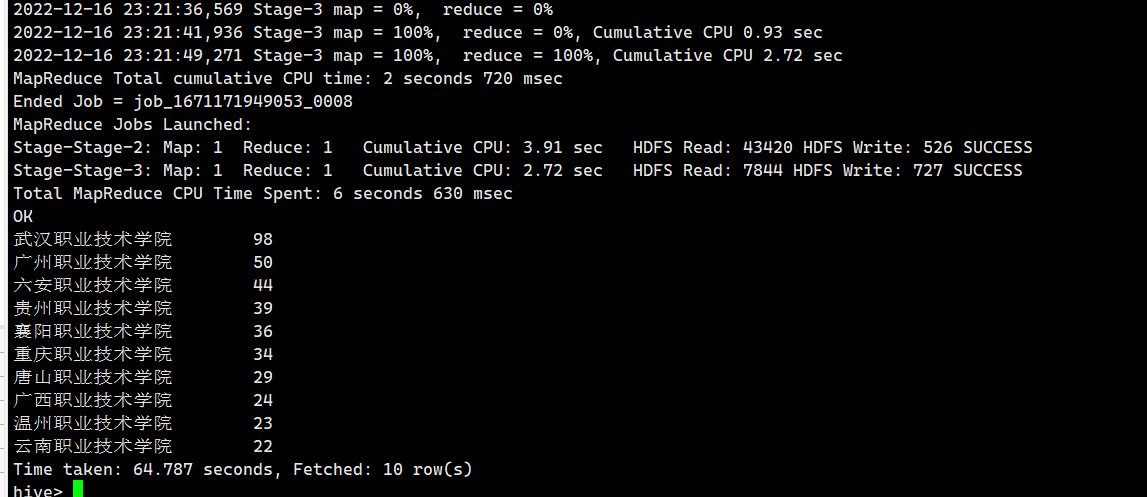 2022-12-16 23:21:36,569 Stage-3 map = 0%,  reduce = 0%
2022-12-16 23:21:41,936 Stage-3 map = 100%,  reduce = 0%, Cumulative CPU 0.93 sec
2022-12-16 23:21:49,271 Stage-3 map = 100%,  reduce = 100%, Cumulative CPU 2.72 sec
MapReduce Total cumulative CPU time: 2 seconds 720 msec
Ended Job = job_1671171949053_0008
MapReduce Jobs Launched:
Stage-Stage-2: Map: 1  Reduce: 1   Cumulative CPU: 3.91 sec   HDFS Read: 43420 HDFS Write: 526 SUCCESS
Stage-Stage-3: Map: 1  Reduce: 1   Cumulative CPU: 2.72 sec   HDFS Read: 7844 HDFS Write: 727 SUCCESS
Total MapReduce CPU Time Spent: 6 seconds 630 msec
OK
武汉职业技术学院        98
广州职业技术学院        50
六安职业技术学院        44
贵州职业技术学院        39
襄阳职业技术学院        36
重庆职业技术学院        34
唐山职业技术学院        29
广西职业技术学院        24
温州职业技术学院        23
云南职业技术学院        22
Time taken: 64.787 seconds, Fetched: 10 row(s)
hive>